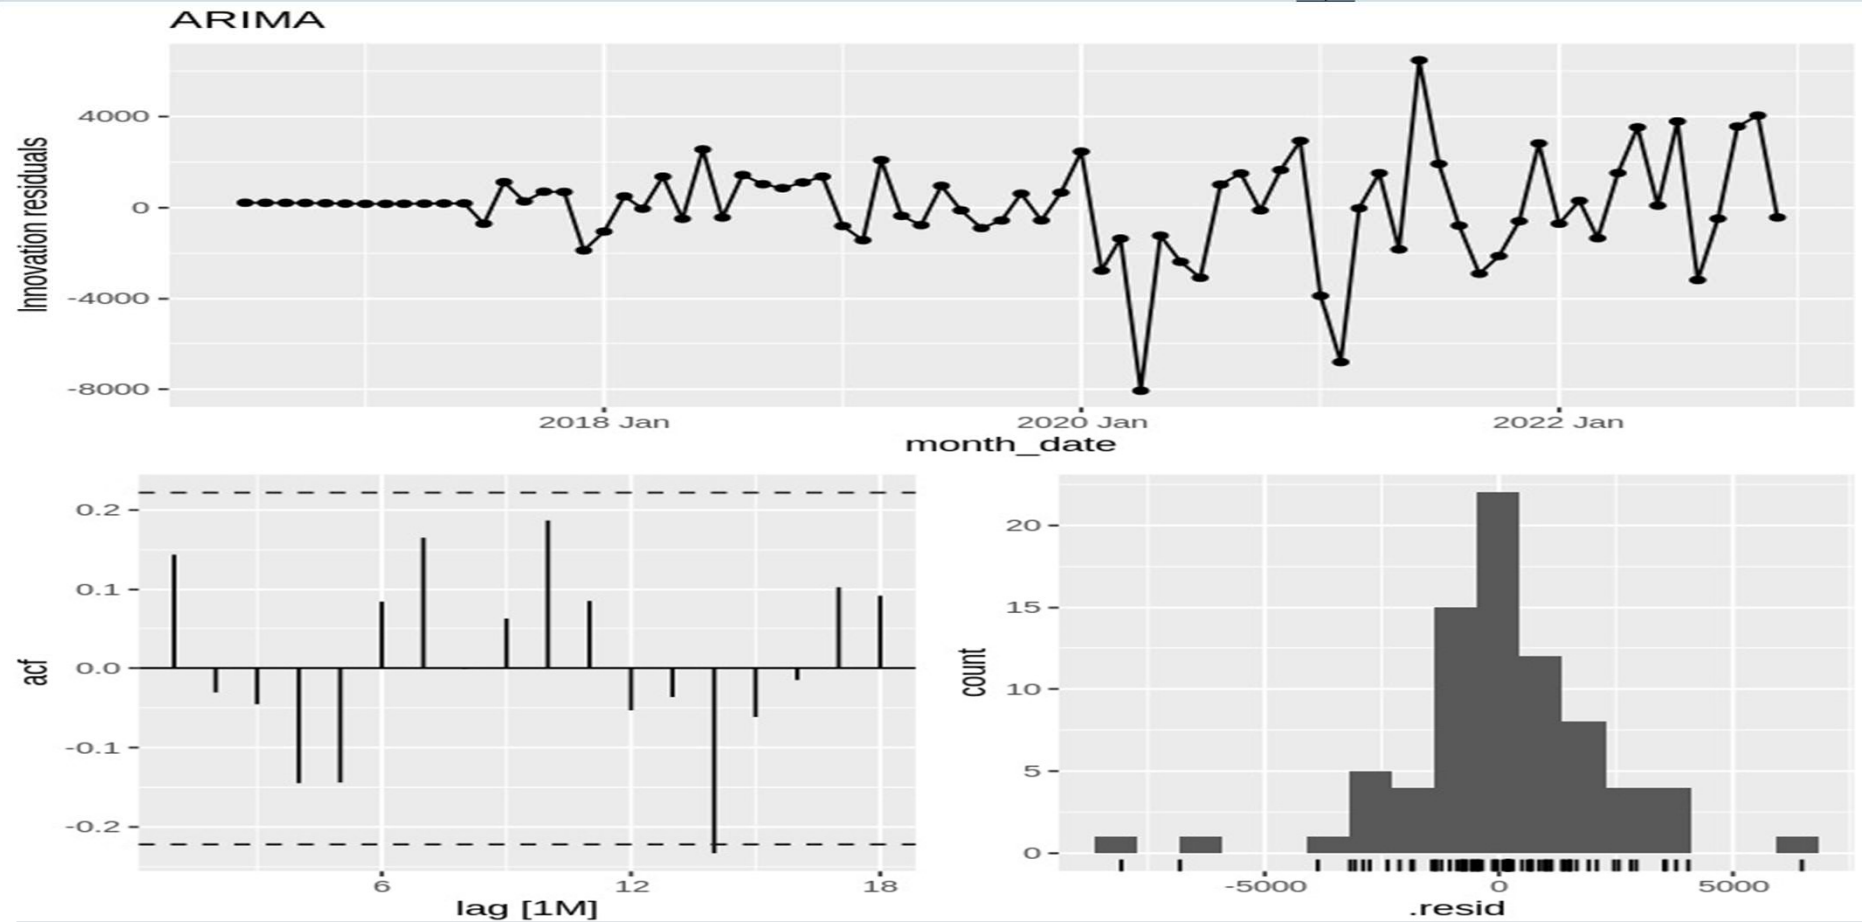 ARIMA
Innovation residuals
4000
0
-4000
-8000
2018 Jan
2020 Jan
2022 Jan
month_date
acf
0.2
0.1
0.0
-0.1
-0.2
6
12
18
lag [1M]
count
20
15
10
5
0
-5000
0
5000
.resid